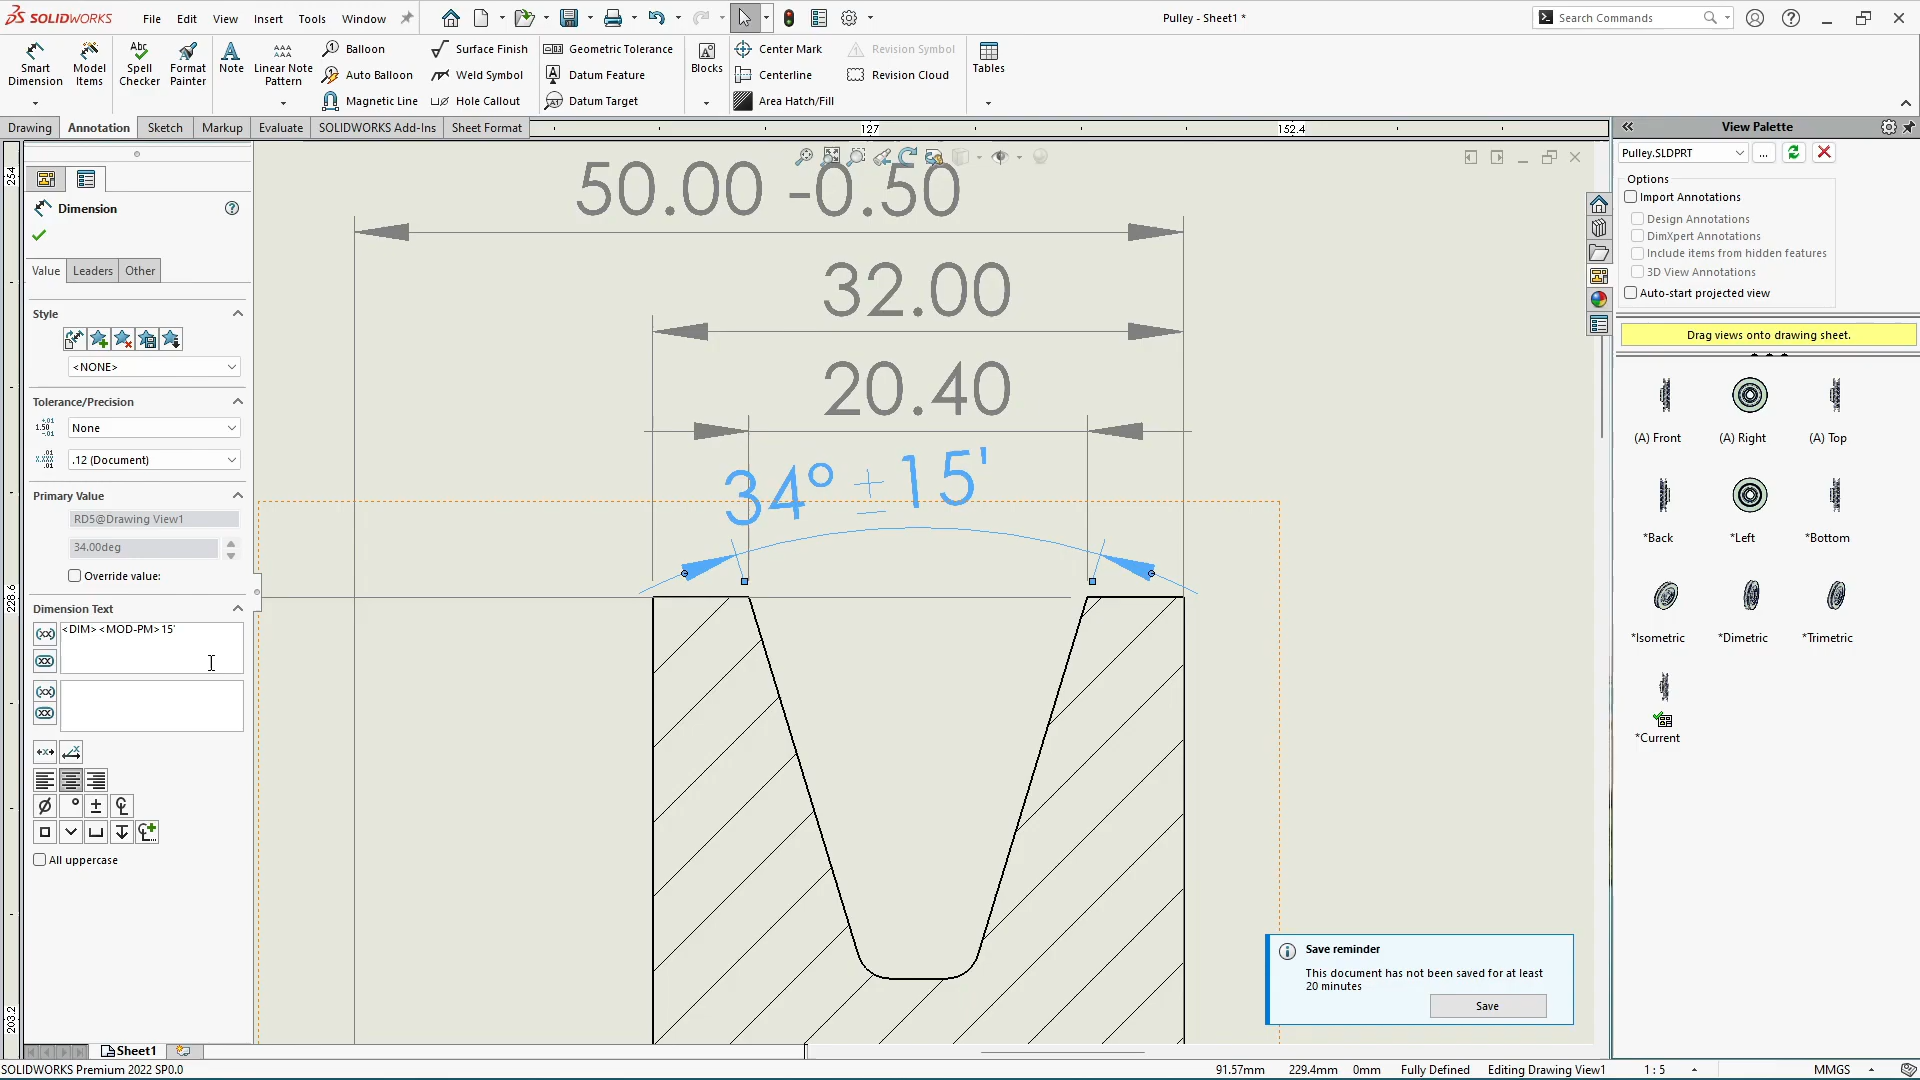 SOLIDWORKS
File Edit View Insert Tools Window
Pulley - Sheet1 *
Search Commands
Smart Dimension
Model Items
Spell Checker
Format Painter
Note
Linear Note Pattern
Balloon
Auto Balloon
Magnetic Line
Surface Finish
Weld Symbol
Hole Callout
Geometric Tolerance
Datum Feature
Datum Target
Blocks
Center Mark
Centerline
Area Hatch/Fill
Revision Symbol
Revision Cloud
Tables
Drawing Annotation Sketch Markup Evaluate SOLIDWORKS Add-Ins Sheet Format
127 152.4
254
228.6
203.2
Dimension
Value Leaders Other
Style
<NONE>
Tolerance/Precision
None
.12 (Document)
Primary Value
RD5@Drawing View1
34.00deg
Override value:
Dimension Text
<DIM> <MOD-PM> 15'
All uppercase
50.00 -0.50
32.00
20.40
34° ± 15'
View Palette
Pulley.SLDPRT
...
Options
Import Annotations
Design Annotations
DimXpert Annotations
Include items from hidden features
3D View Annotations
Auto-start projected view
Drag views onto drawing sheet.
(A) Front (A) Right (A) Top
*Back *Left *Bottom
*Isometric *Dimetric *Trimetric
*Current
Save reminder
This document has not been saved for at least
20 minutes
Save
Sheet1
SOLIDWORKS Premium 2022 SP0.0
91.57mm 229.4mm 0mm Fully Defined Editing Drawing View1 1 : 5 MMGS